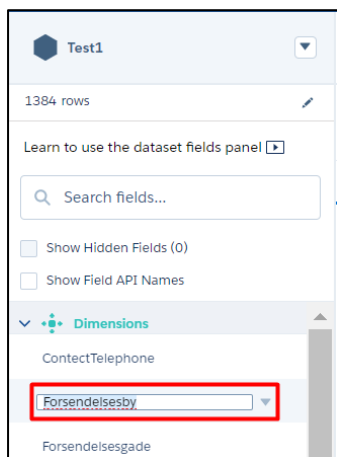 Test1
1384 rows
Learn to use the dataset fields panel
Search fields...
Show Hidden Fields (0)
Show Field API Names
Dimensions
ContectTelephone
Forsendelsesby
Forsendelsesgade